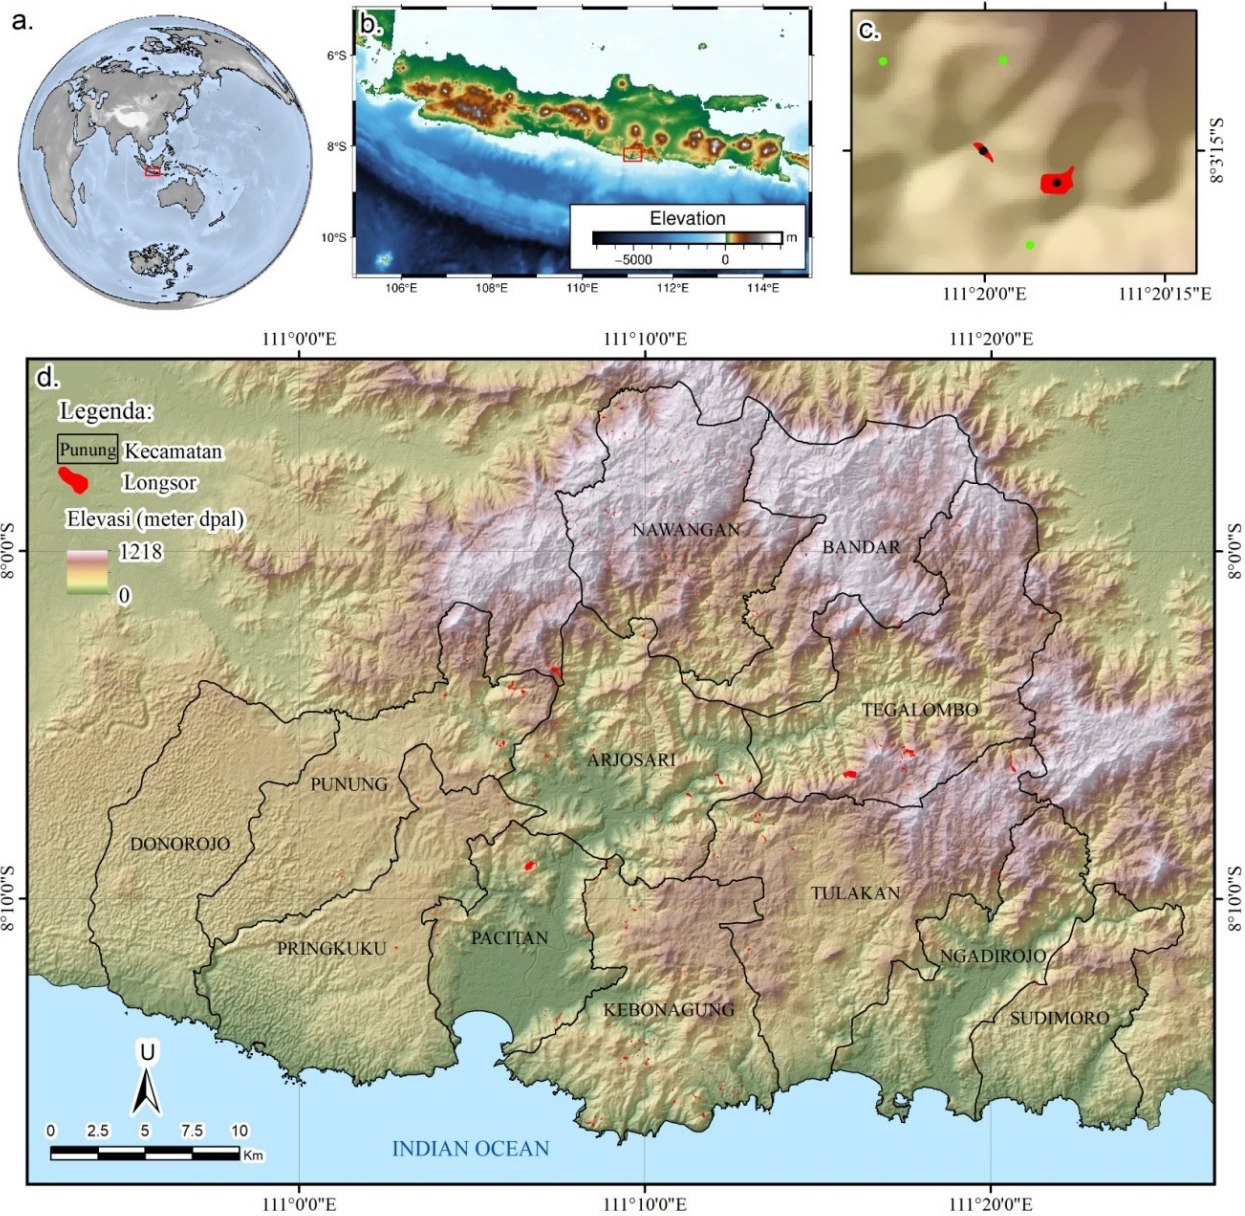 a.
b.
6°S
8°S
10°S
Elevation
m
−5000
0
106°E
108°E
110°E
112°E
114°E
c.
8°3'15"S
111°20'0"E
111°20'15"E
111°0'0"E
111°10'0"E
111°20'0"E
d.
Legenda:
Punung Kecamatan
Longsor
Elevasi (meter dpal)
1218
0
8°0'0"S
8°0'0"S
NAWANGAN
BANDAR
TEGALOMBO
ARJOSARI
PUNUNG
DONOROJO
TULAKAN
8°10'0"S
8°10'0"S
PACITAN
PRINGKUKU
NGADIROJO
KEBONAGUNG
SUDIMORO
U
0 2.5 5 7.5 10
Km
INDIAN OCEAN
111°0'0"E
111°10'0"E
111°20'0"E